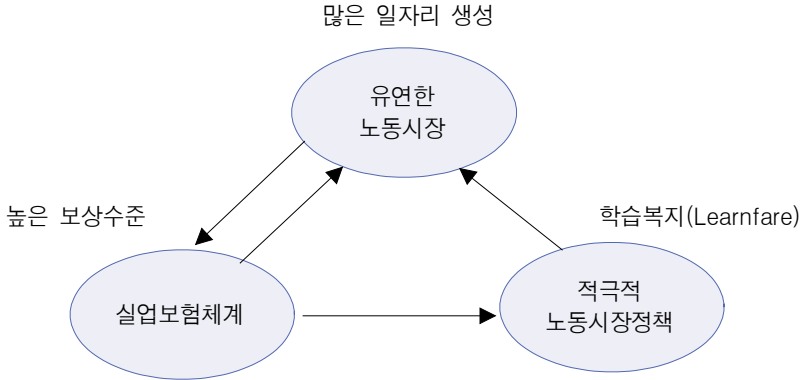 많은 일자리 생성
유연한
노동시장
높은 보상수준
학습복지(Learnfare)
실업보험체계
적극적
노동시장정책